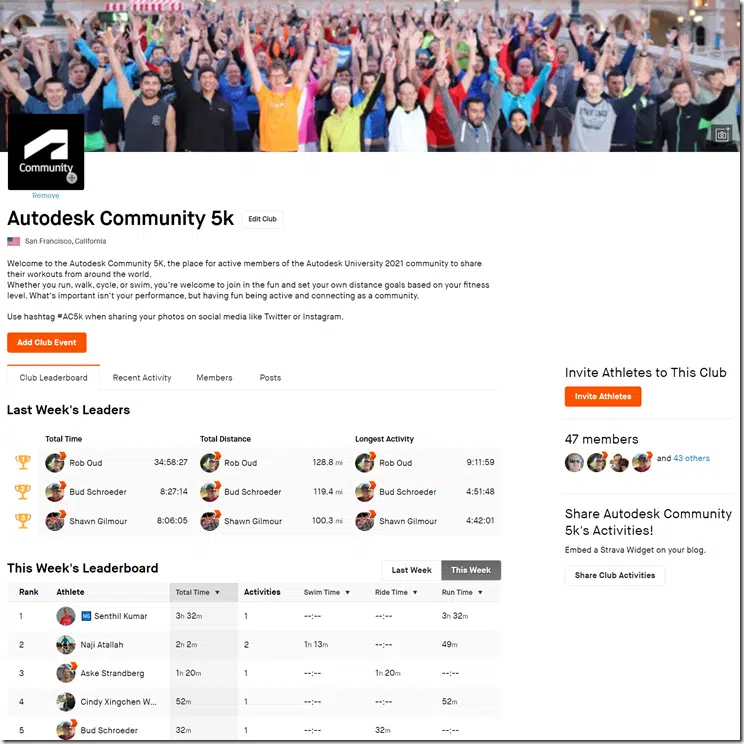 Community
Remove
Autodesk Community 5k
Edit Club
San Francisco, California
Welcome to the Autodesk Community 5K, the place for active members of the Autodesk University 2021 community to share
their workouts from around the world.
Whether you run, walk, cycle, or swim, you're welcome to join in the fun and set your own distance goals based on your fitness
level. What's important isn't your performance, but having fun being active and connecting as a community.
Use hashtag #AC5k when sharing your photos on social media like Twitter or Instagram.
Add Club Event
Club Leaderboard Recent Activity Members Posts
Last Week's Leaders
Total Time Total Distance Longest Activity
1 Rob Oud 34:58:27 Rob Oud 128.8 mi Rob Oud 9:11:59
2 Bud Schroeder 8:27:14 Bud Schroeder 119.4 mi Bud Schroeder 4:51:48
3 Shawn Gilmour 8:06:05 Shawn Gilmour 100.3 mi Shawn Gilmour 4:42:01
This Week's Leaderboard
Last Week This Week
Rank Athlete Total Time ▼ Activities Swim Time ▼ Ride Time ▼ Run Time ▼
1 Senthil Kumar 3h 32m 1 --:-- --:-- 3h 32m
2 Naji Atallah 2h 2m 2 1h 13m --:-- 49m
3 Aske Strandberg 1h 20m 1 --:-- 1h 20m --:--
4 Cindy Xingchen W... 52m 1 --:-- --:-- 52m
5 Bud Schroeder 32m 1 --:-- 32m --:--
Invite Athletes to This Club
Invite Athletes
47 members
and 43 others
Share Autodesk Community
5k's Activities!
Embed a Strava Widget on your blog.
Share Club Activities